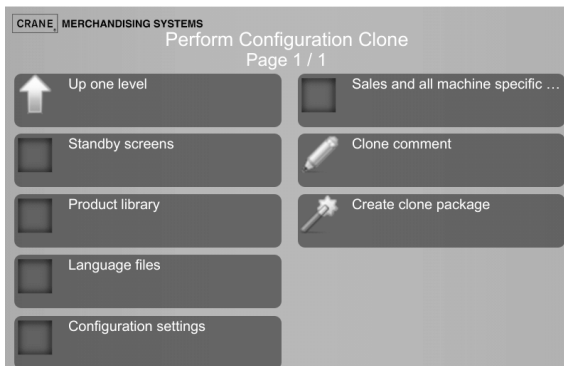 CRANE MERCHANDISING SYSTEMS
Perform Configuration Clone
Page 1 / 1
Up one level
Standby screens
Product library
Language files
Configuration settings
Sales and all machine specific ...
Clone comment
Create clone package